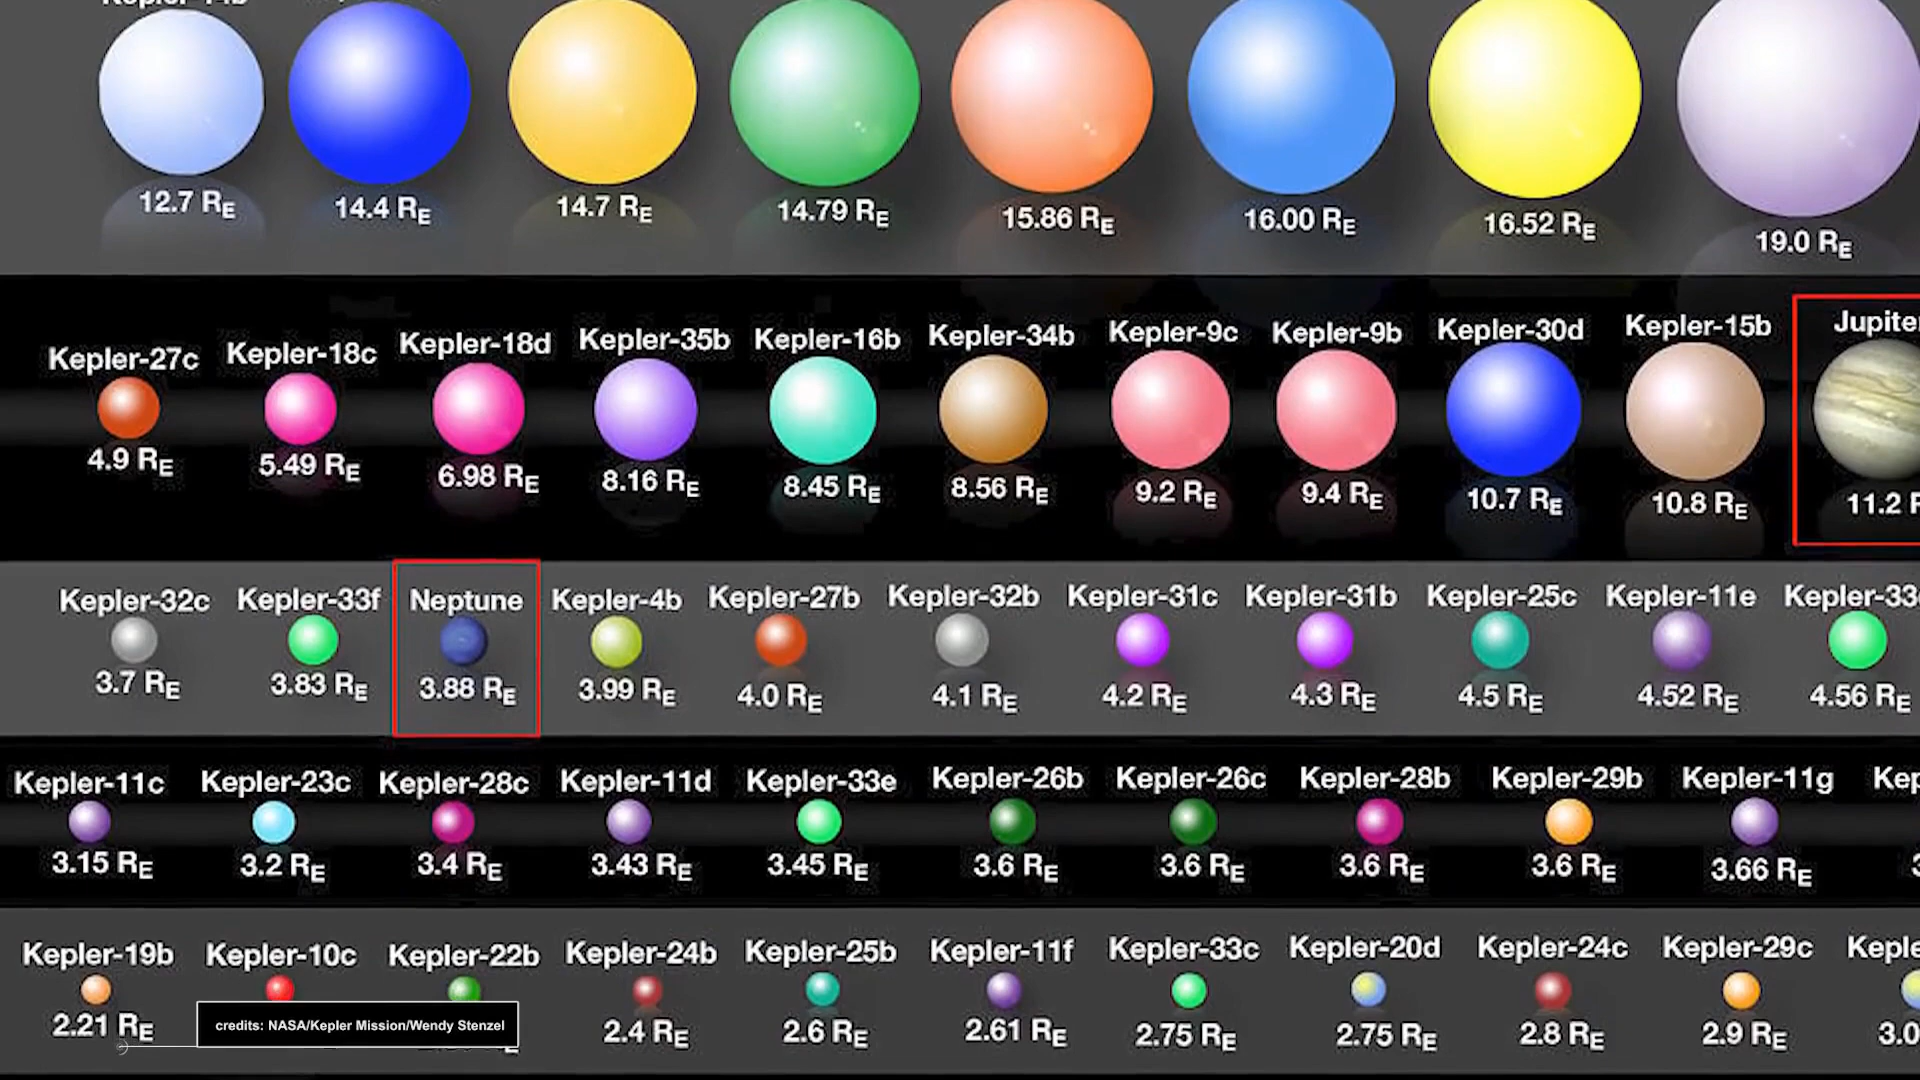 12.7 RE 14.4 RE 14.7 RE 14.79 RE 15.86 RE 16.00 RE 16.52 RE 19.0 RE
Kepler-27c Kepler-18c Kepler-18d Kepler-35b Kepler-16b Kepler-34b Kepler-9c Kepler-9b Kepler-30d Kepler-15b Jupiter
4.9 RE 5.49 RE 6.98 RE 8.16 RE 8.45 RE 8.56 RE 9.2 RE 9.4 RE 10.7 RE 10.8 RE 11.2 R
Kepler-32c Kepler-33f Neptune Kepler-4b Kepler-27b Kepler-32b Kepler-31c Kepler-31b Kepler-25c Kepler-11e Kepler-33
3.7 RE 3.83 RE 3.88 RE 3.99 RE 4.0 RE 4.1 RE 4.2 RE 4.3 RE 4.5 RE 4.52 RE 4.56 RE
Kepler-11c Kepler-23c Kepler-28c Kepler-11d Kepler-33e Kepler-26b Kepler-26c Kepler-28b Kepler-29b Kepler-11g Kep
3.15 RE 3.2 RE 3.4 RE 3.43 RE 3.45 RE 3.6 RE 3.6 RE 3.6 RE 3.6 RE 3.66 RE
Kepler-19b Kepler-10c Kepler-22b Kepler-24b Kepler-25b Kepler-11f Kepler-33c Kepler-20d Kepler-24c Kepler-29c Keple
2.21 RE 2.4 RE 2.6 RE 2.61 RE 2.75 RE 2.75 RE 2.8 RE 2.9 RE 3.0
credits: NASA/Kepler Mission/Wendy Stenzel